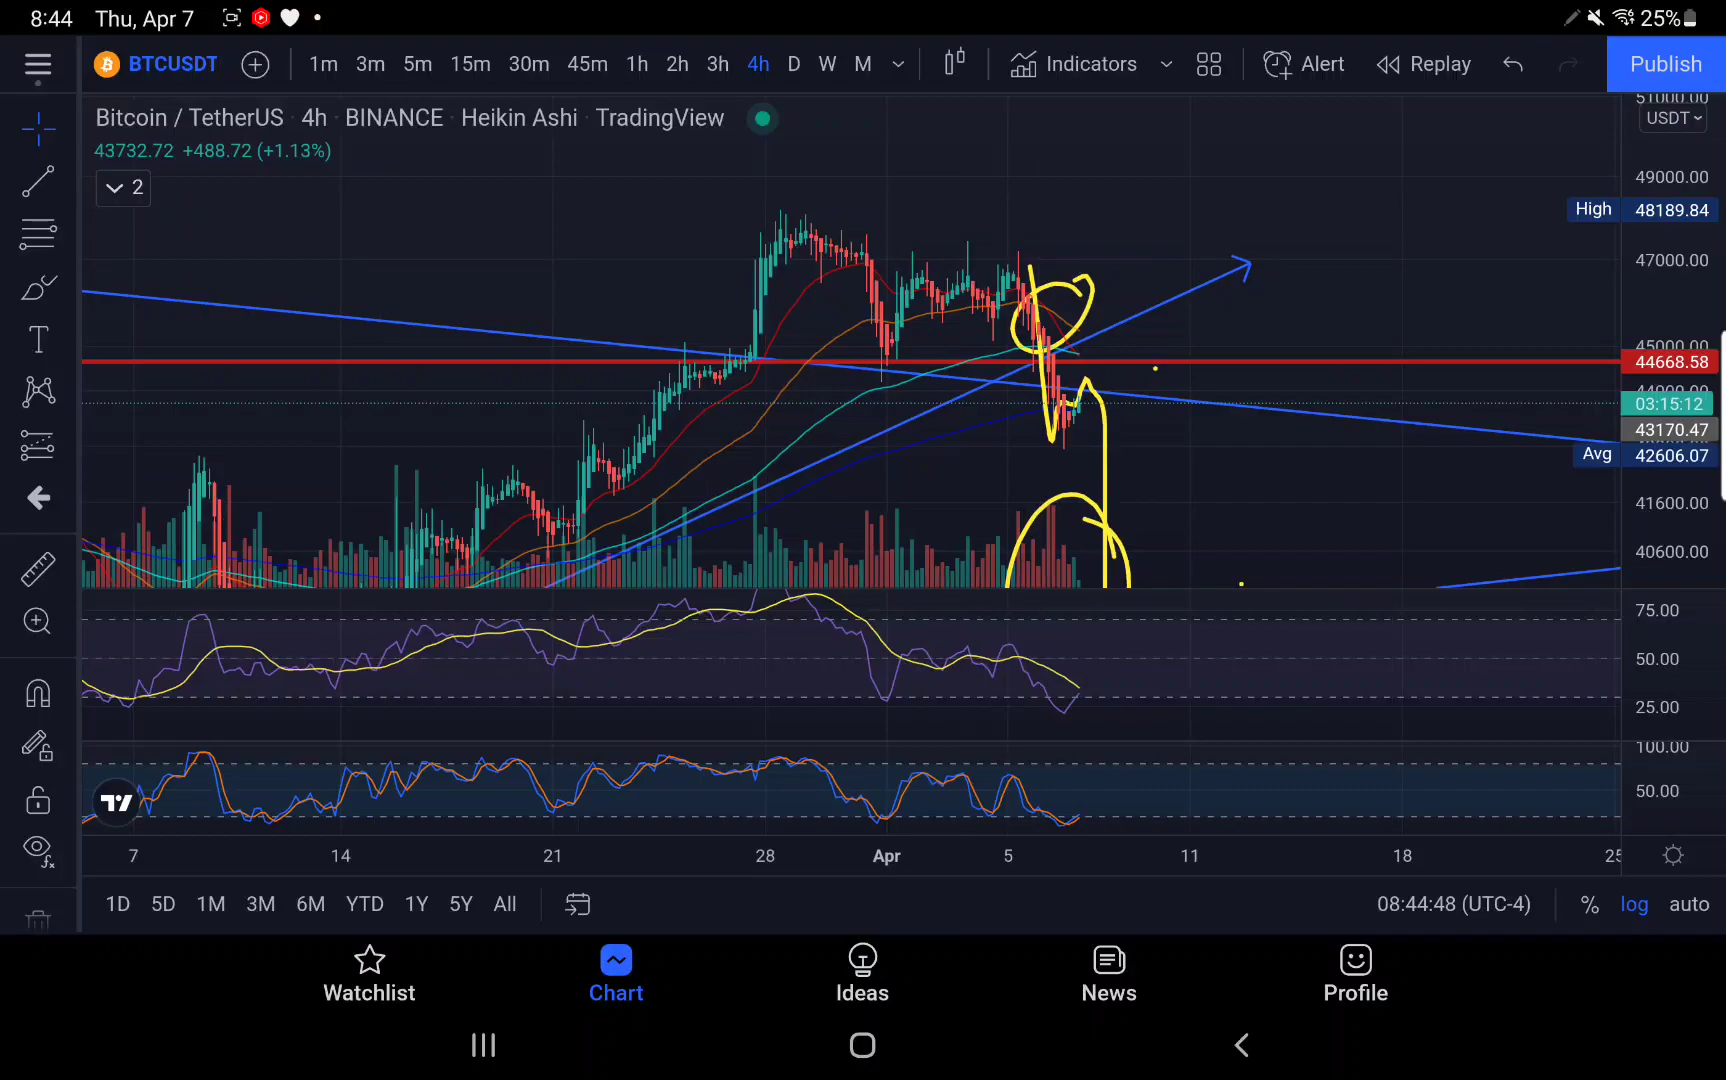 8:44 Thu, Apr 7 25%
BTCUSDT 1m 3m 5m 15m 30m 45m 1h 2h 3h 4h D W M Indicators Alert Replay Publish
Bitcoin / TetherUS · 4h · BINANCE · Heikin Ashi · TradingView
51000.00
USDT
43732.72 +488.72 (+1.13%)
2
49000.00
High 48189.84
47000.00
45000.00
44668.58
44000.00
03:15:12
43170.47
Avg 42606.07
41600.00
40600.00
75.00
50.00
25.00
100.00
50.00
7 14 21 28 Apr 5 11 18 25
1D 5D 1M 3M 6M YTD 1Y 5Y All 08:44:48 (UTC-4) % log auto
Watchlist Chart Ideas News Profile